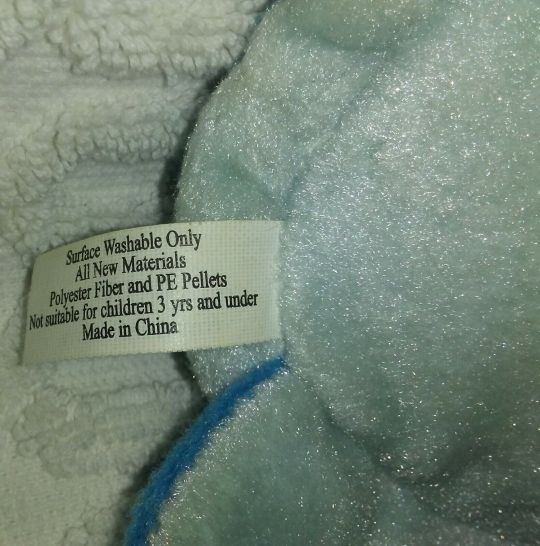 Surface Washable Only
All New Materials
Polyester Fiber and PE Pellets
Not suitable for children 3 yrs and under
Made in China